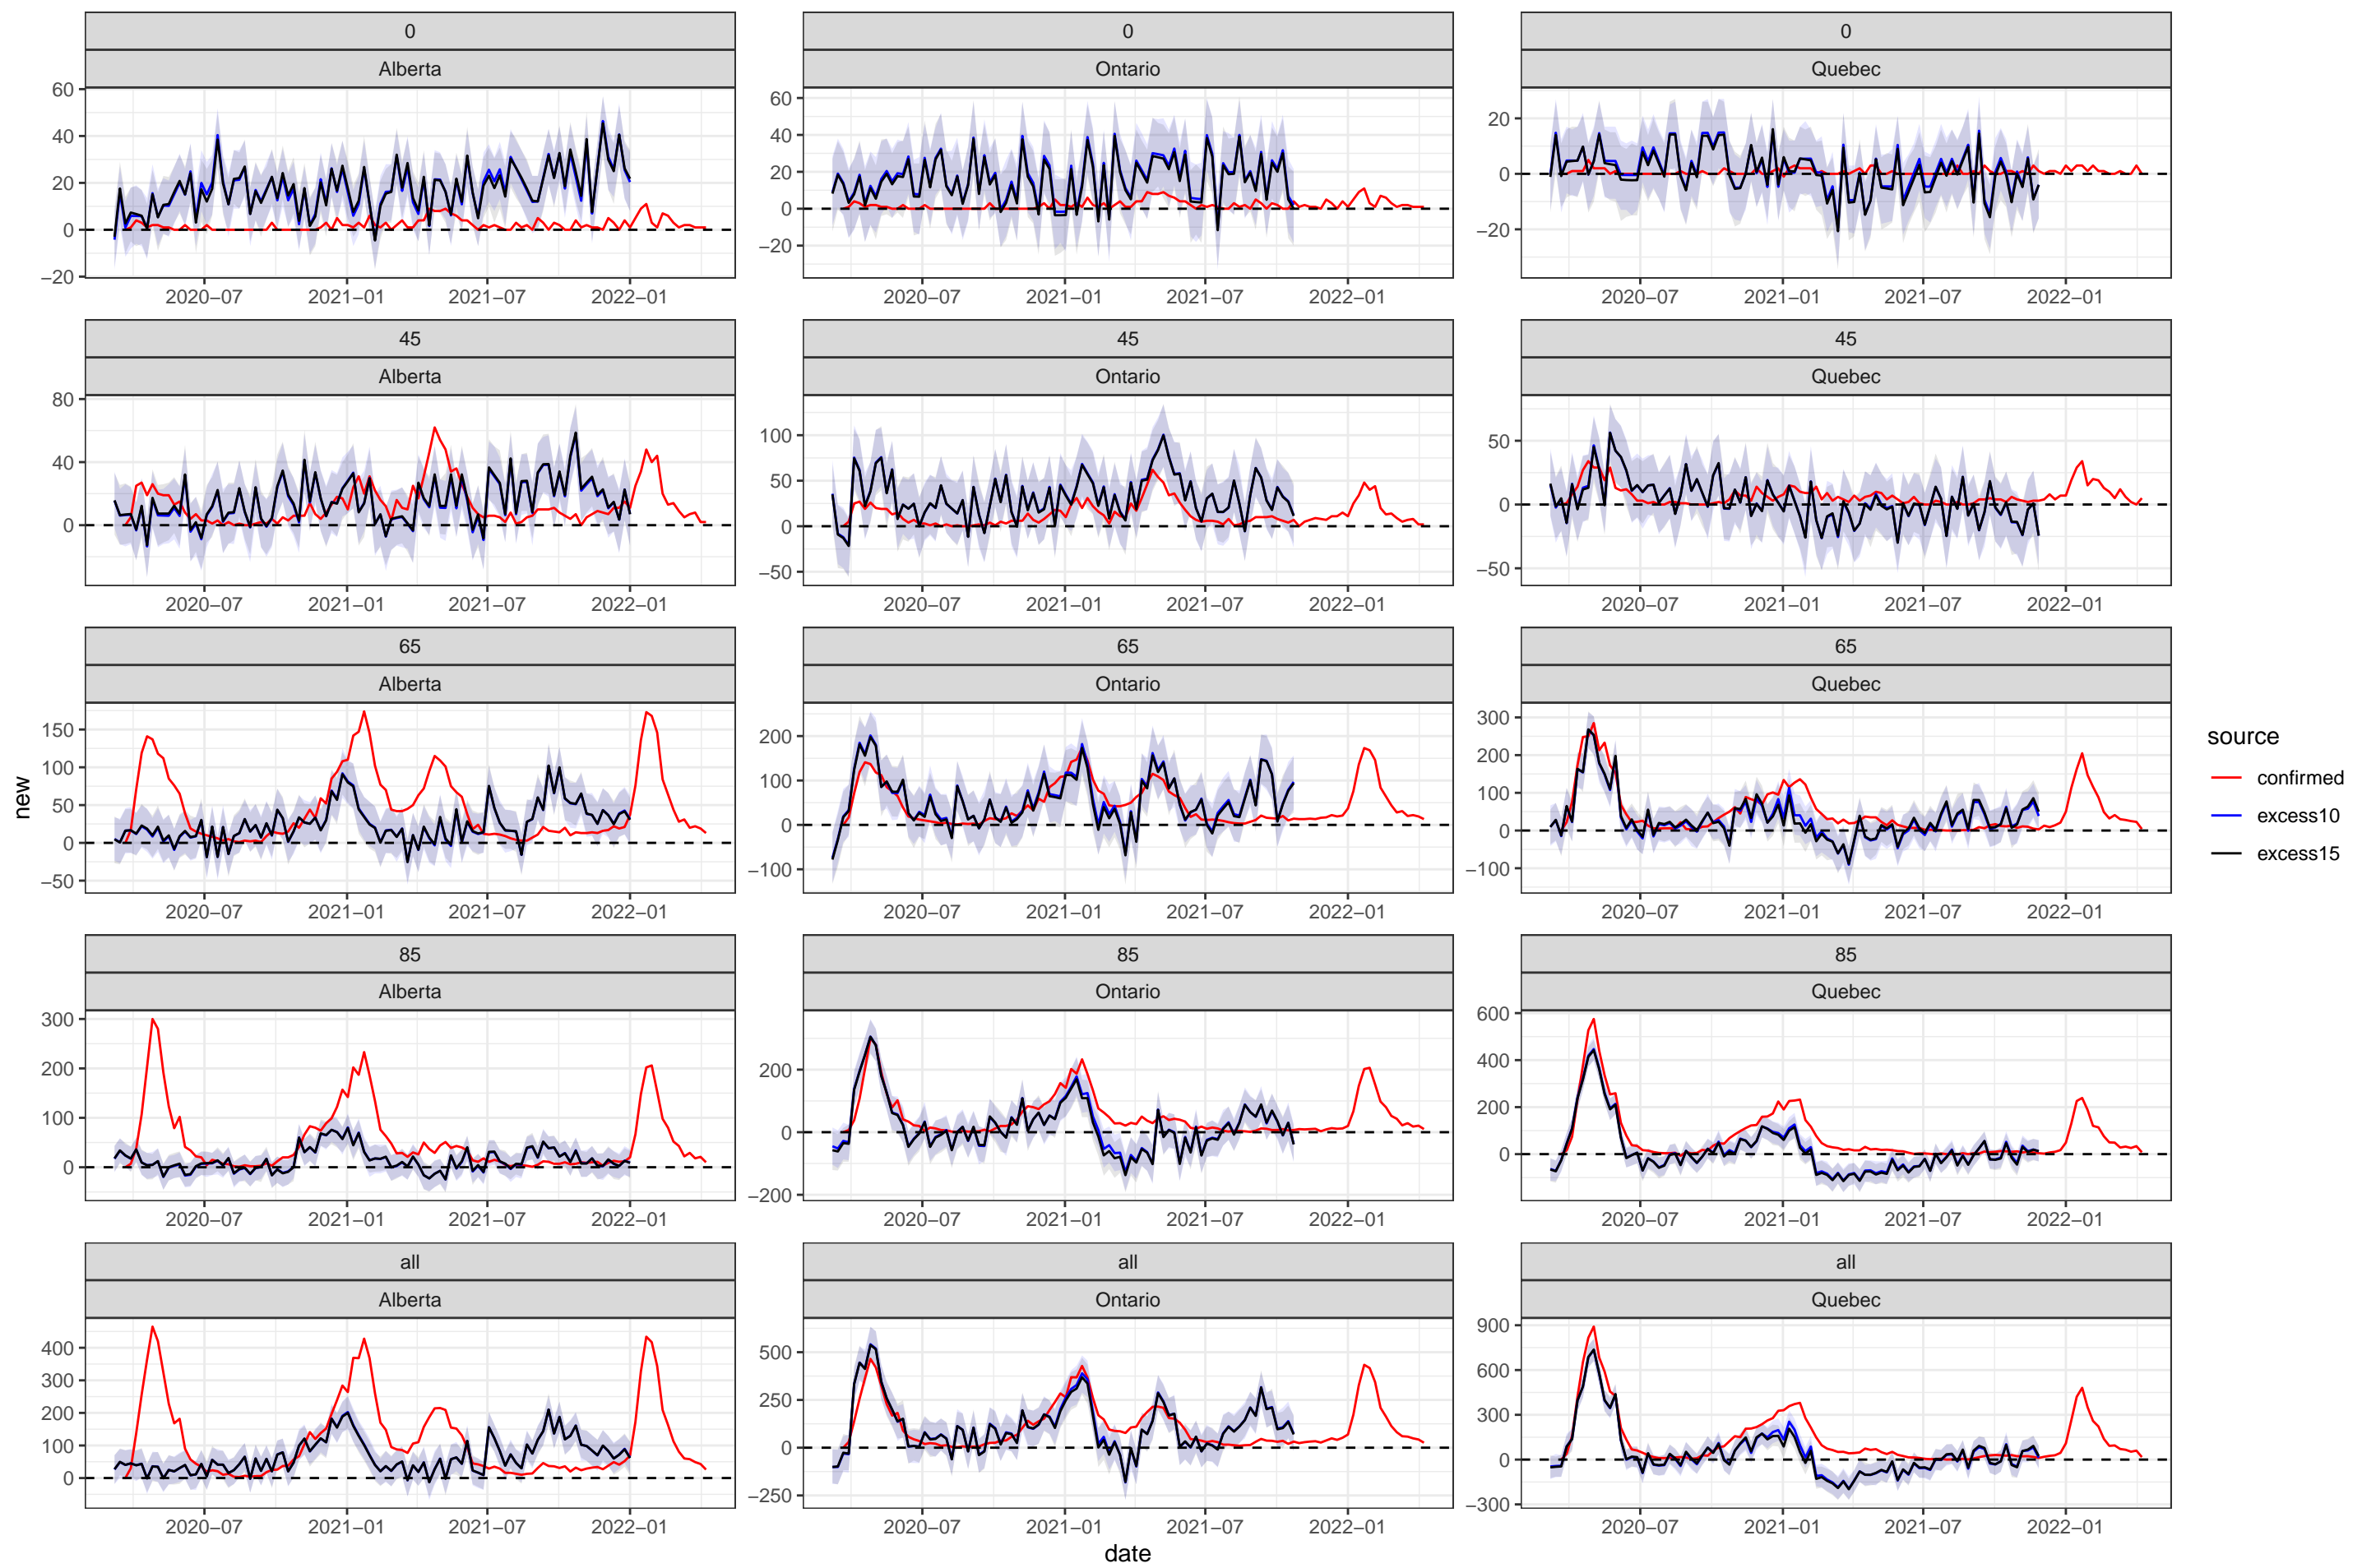 0 0 0
Alberta Ontario Quebec
60 60
40 40 20
20 20 0
0 0
−20 −20 −20
2020−07 2021−01 2021−07 2022−01 2020−07 2021−01 2021−07 2022−01 2020−07 2021−01 2021−07 2022−01
45 45 45
Alberta Ontario Quebec
80 100 50
40 50 0
0 0 −50
−50
2020−07 2021−01 2021−07 2022−01 2020−07 2021−01 2021−07 2022−01 2020−07 2021−01 2021−07 2022−01
65 65 65
Alberta Ontario Quebec
150 200 300
100 100 200
50 0 100
0 −100 0
−50 −100
2020−07 2021−01 2021−07 2022−01 2020−07 2021−01 2021−07 2022−01 2020−07 2021−01 2021−07 2022−01
85 85 85
Alberta Ontario Quebec
300 200 600
200 0 400
100 −200 200
0 0
2020−07 2021−01 2021−07 2022−01 2020−07 2021−01 2021−07 2022−01 2020−07 2021−01 2021−07 2022−01
all all all
Alberta Ontario Quebec
400 500 900
300 250 600
200 0 300
100 −250 0
0 −300
2020−07 2021−01 2021−07 2022−01 2020−07 2021−01 2021−07 2022−01 2020−07 2021−01 2021−07 2022−01
new
date
source
confirmed
excess10
excess15